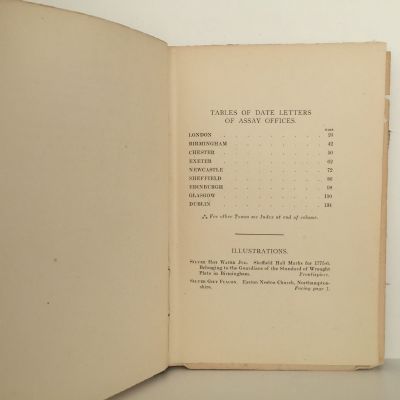 TABLES OF DATE LETTERS
OF ASSAY OFFICES.
PAGE
LONDON . . . . . . . 20
BIRMINGHAM . . . . . . . 42
CHESTER . . . . . . . 50
EXETER . . . . . . . 62
NEWCASTLE . . . . . . . 72
SHEFFIELD . . . . . . . 86
EDINBURGH . . . . . . . 98
GLASGOW . . . . . . . 110
DUBLIN . . . . . . . 124
⁂ For other Towns see Index at end of volume.
ILLUSTRATIONS.
SILVER HOT WATER JUG. Sheffield Hall Marks for 1775-6.
Belonging to the Guardians of the Standard of Wrought
Plate in Birmingham. Frontispiece.
SILVER GILT FLAGON. Easton Neston Church, Northampton-
shire. Facing page 1.